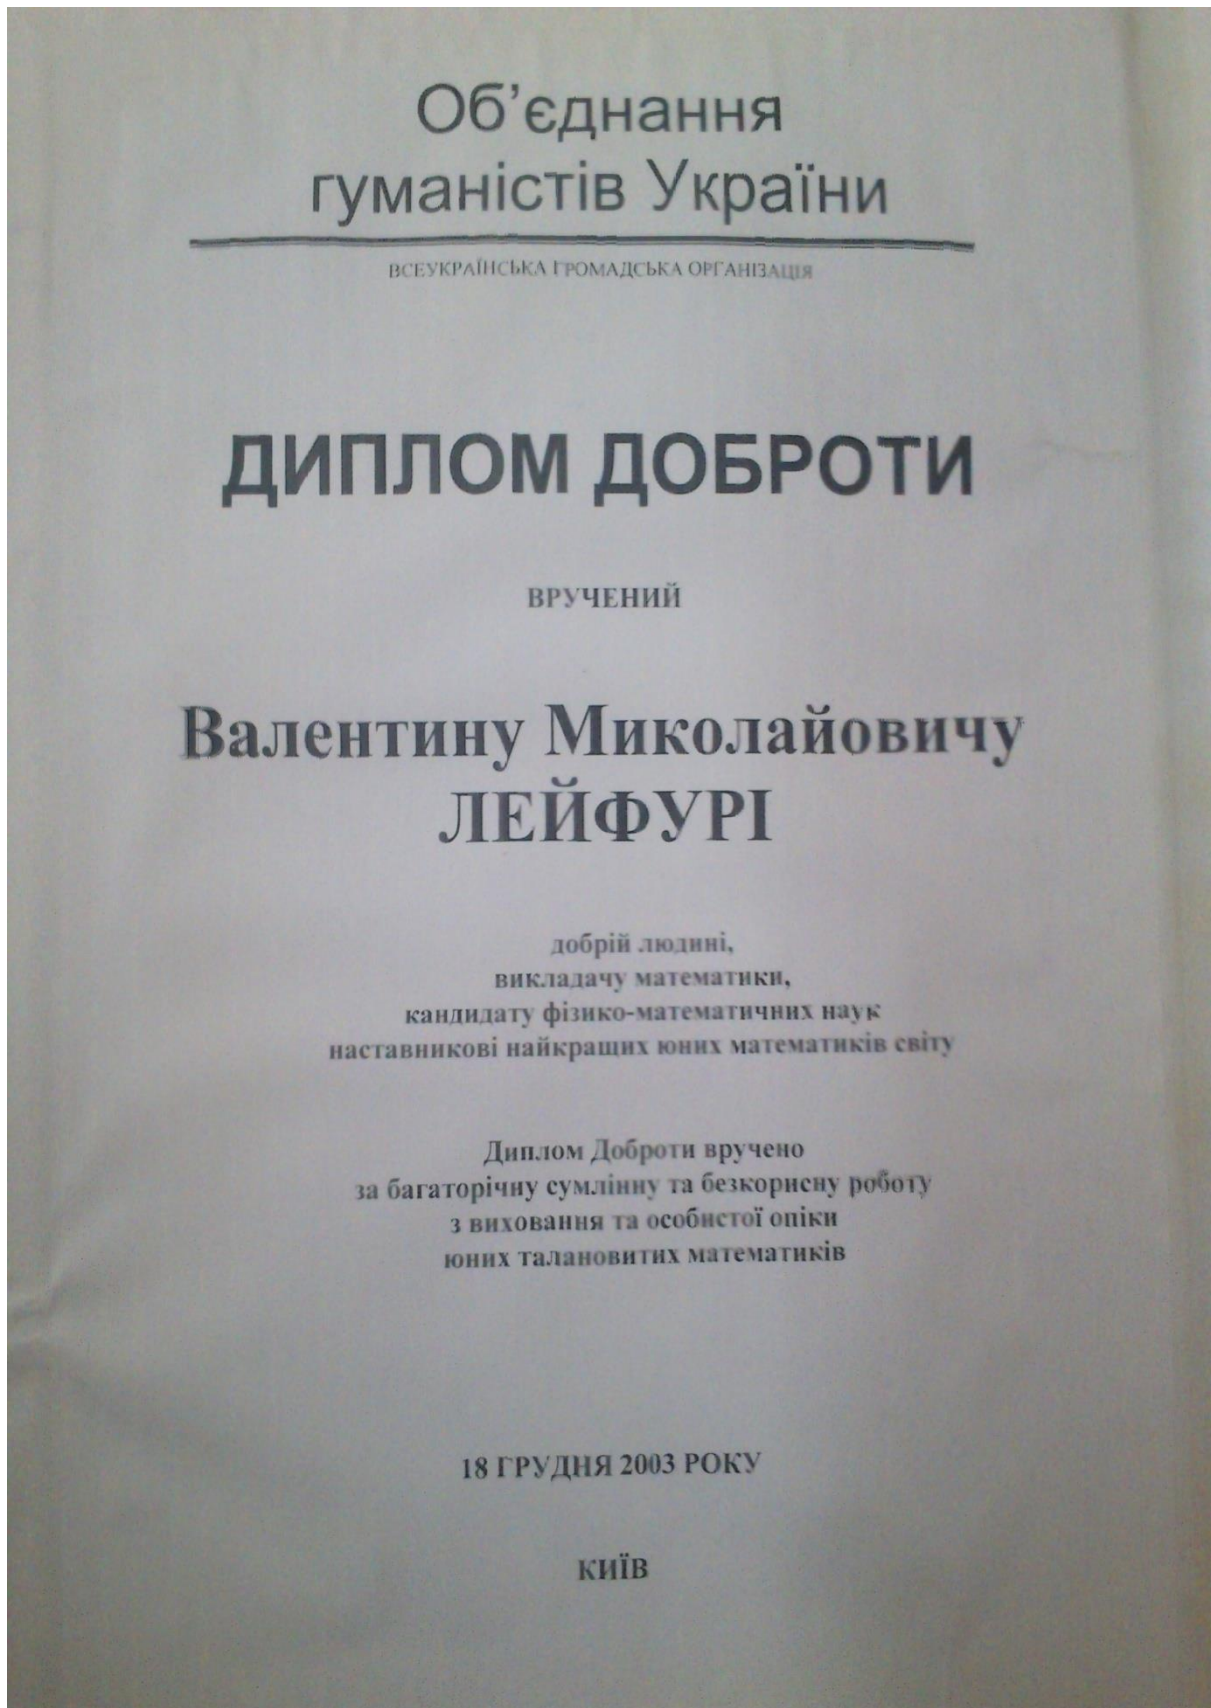 Об’єднання
гуманістів України
ВСЕУКРАЇНСЬКА ГРОМАДСЬКА ОРГАНІЗАЦІЯ
ДИПЛОМ ДОБРОТИ
ВРУЧЕНИЙ
Валентину Миколайовичу
ЛЕЙФУРІ
добрій людині,
викладачу математики,
кандидату фізико-математичних наук
наставникові найкращих юних математиків світу
Диплом Доброти вручено
за багаторічну сумлінну та безкорисну роботу
з виховання та особистої опіки
юних талановитих математиків
18 ГРУДНЯ 2003 РОКУ
КИЇВ